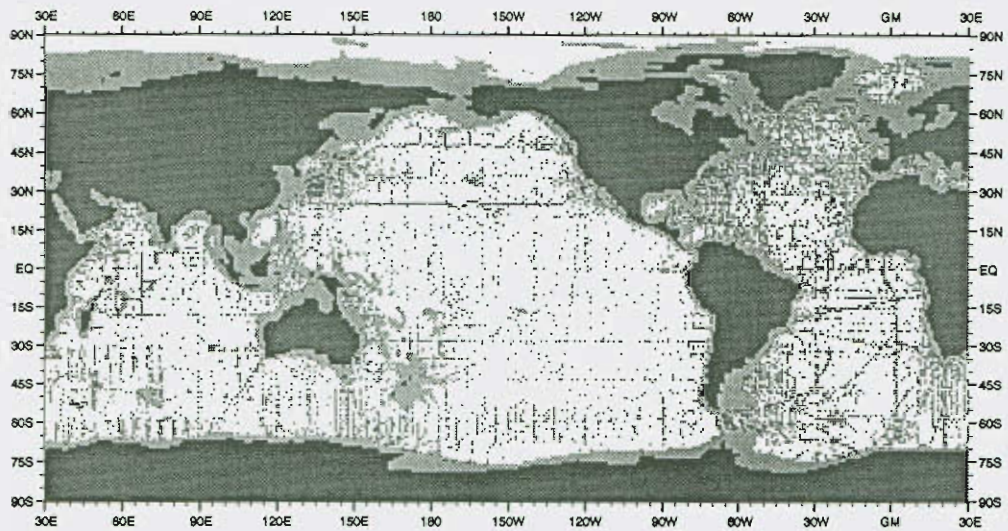 30E 60E 90E 120E 150E 180 150W 120W 90W 60W 30W GM 30E
90N 90N
75N 75N
60N 60N
45N 45N
30N 30N
15N 15N
EQ EQ
15S 15S
30S 30S
45S 45S
60S 60S
75S 75S
90S 90S
30E 60E 90E 120E 150E 180 150W 120W 90W 60W 30W GM 30E